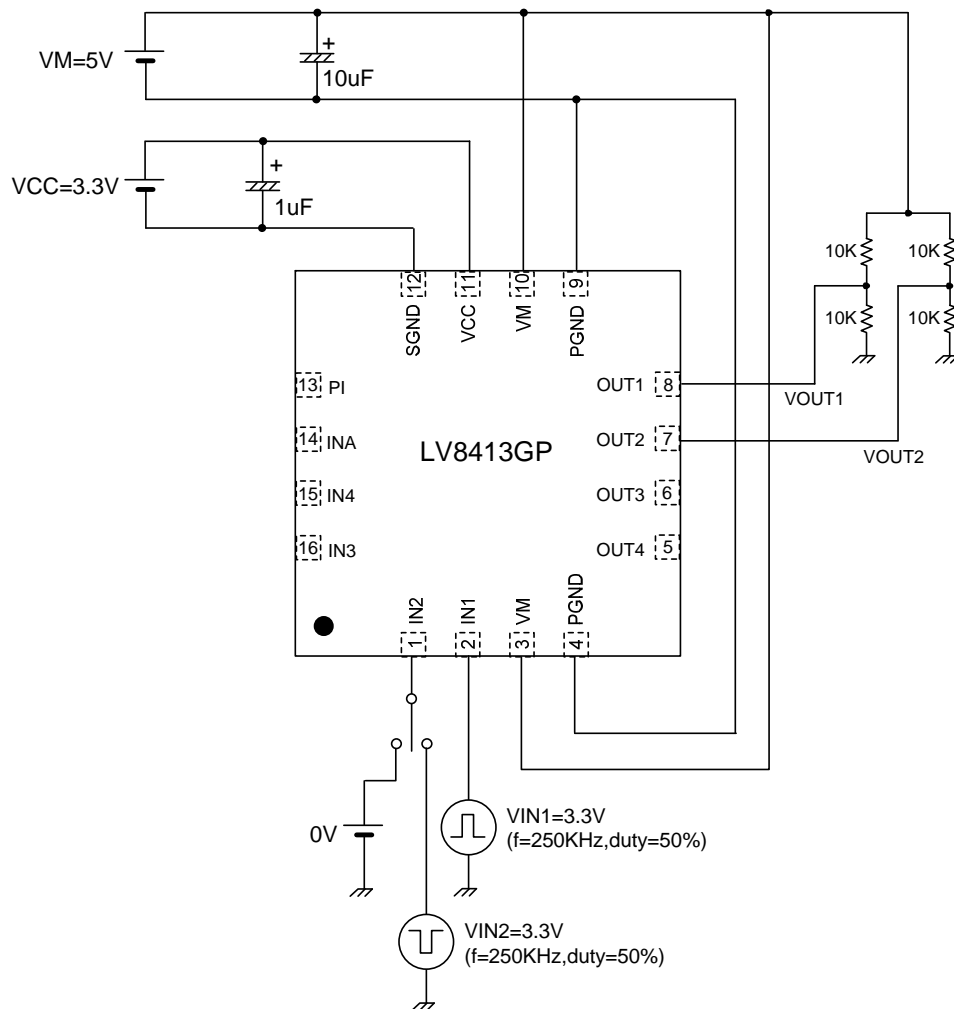 VM=5V
+
10uF
VCC=3.3V
+
1uF
10K
10K
10K
10K
12
11
10
9
SGND
VCC
VM
PGND
13 PI
14 INA
15 IN4
16 IN3
LV8413GP
OUT1 8
OUT2 7
OUT3 6
OUT4 5
VOUT1
VOUT2
IN2
IN1
VM
PGND
1
2
3
4
0V
VIN1=3.3V
(f=250KHz,duty=50%)
VIN2=3.3V
(f=250KHz,duty=50%)